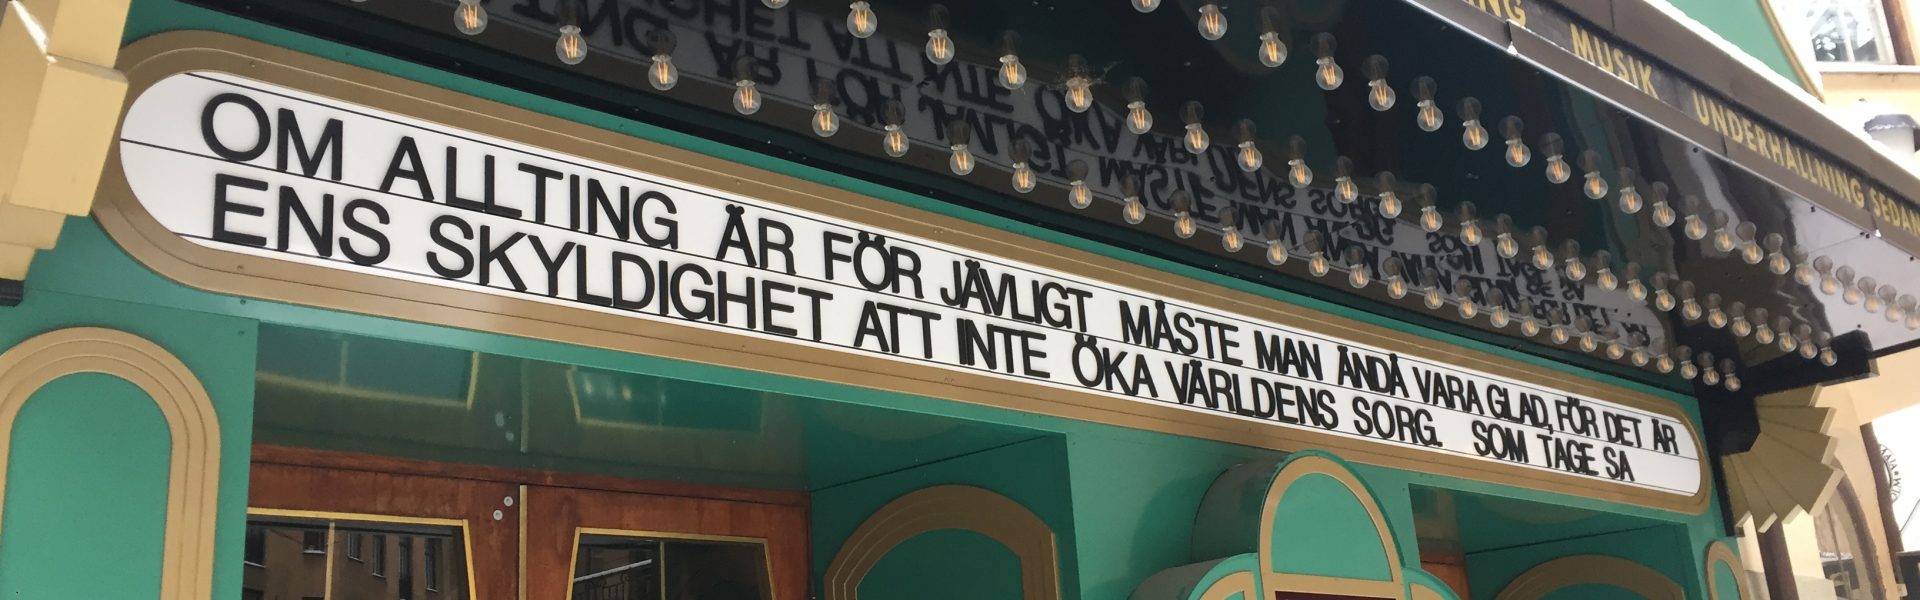 MUSIK UNDERHÅLLNING SEDAN
OM ALLTING ÄR FÖR JÄVLIGT MÅSTE MAN ÄNDÅ VARA GLAD, FÖR DET ÄR
ENS SKYLDIGHET ATT INTE ÖKA VÄRLDENS SORG. SOM TAGE SA